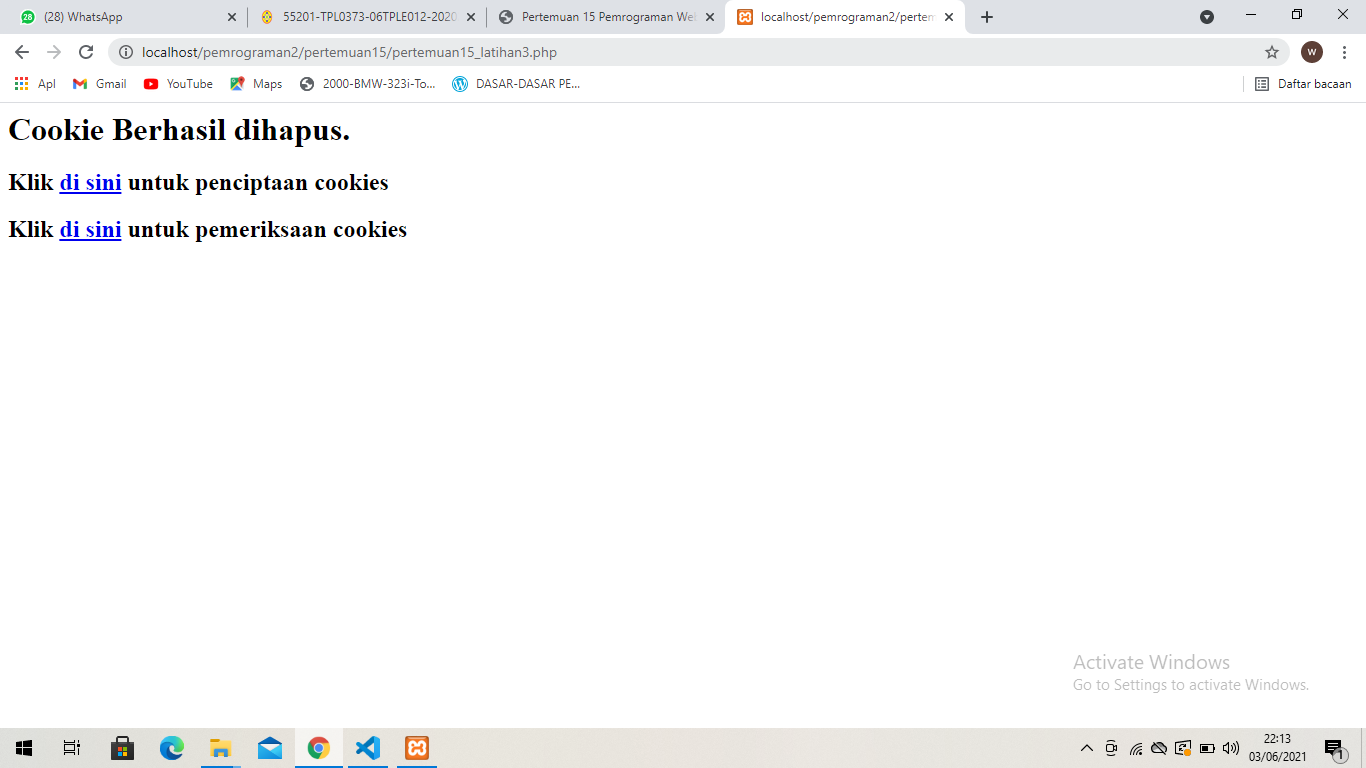 28
(28) WhatsApp
55201-TPL0373-06TPLE012-2020
Pertemuan 15 Pemrograman Wel
localhost/pemrograman2/pertem
localhost/pemrograman2/pertemuan15/pertemuan15_latihan3.php
W
Apl
Gmail
YouTube
Maps
2000-BMW-323i-To...
DASAR-DASAR PE...
Daftar bacaan
Cookie Berhasil dihapus.
Klik di sini untuk penciptaan cookies
Klik di sini untuk pemeriksaan cookies
Activate Windows
Go to Settings to activate Windows.
22:13
03/06/2021
1